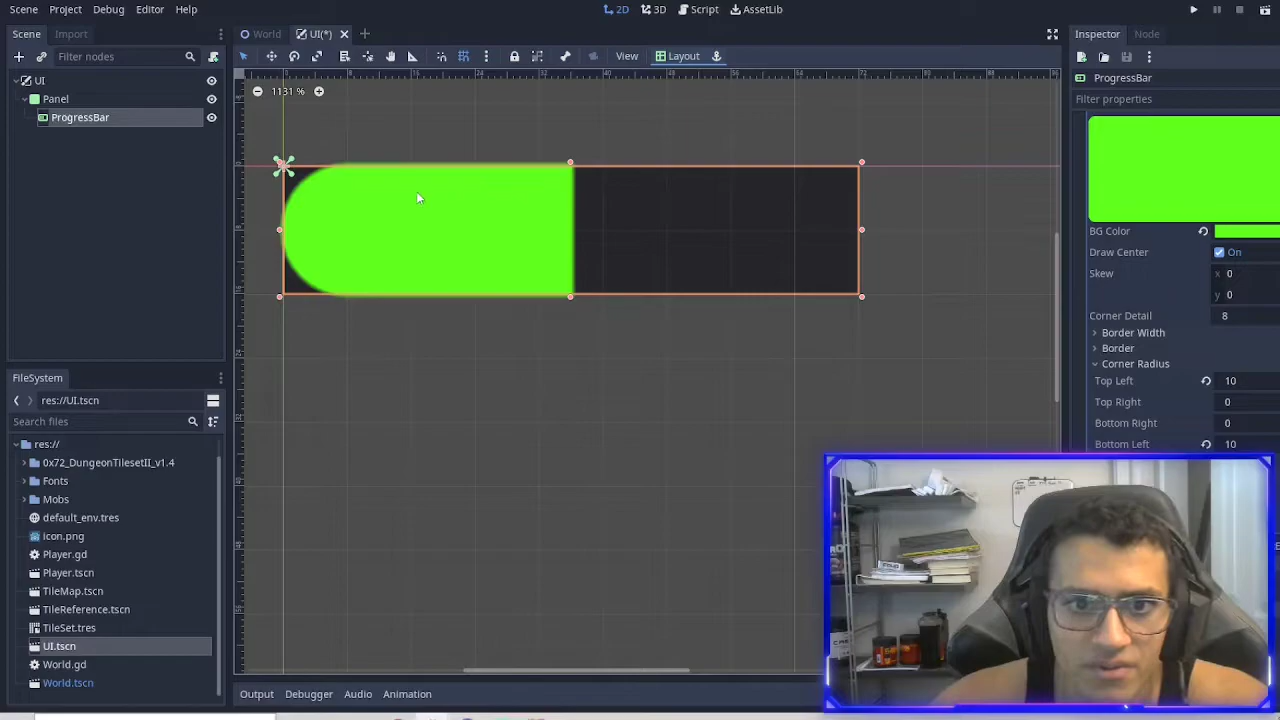 Scene Project Debug Editor Help
2D 3D Script AssetLib
Scene Import
World UI(*)
Inspector Node
Filter nodes
View Layout
UI
Panel
ProgressBar
1131 %
ProgressBar
Filter properties
BG Color
Draw Center On
Skew x 0
y 0
Corner Detail 8
Border Width
Border
Corner Radius
Top Left 10
Top Right 0
Bottom Right 0
Bottom Left 10
FileSystem
res://UI.tscn
Search files
res://
0x72_DungeonTilesetII_v1.4
Fonts
Mobs
default_env.tres
icon.png
Player.gd
Player.tscn
TileMap.tscn
TileReference.tscn
TileSet.tres
UI.tscn
World.gd
World.tscn
Output Debugger Audio Animation